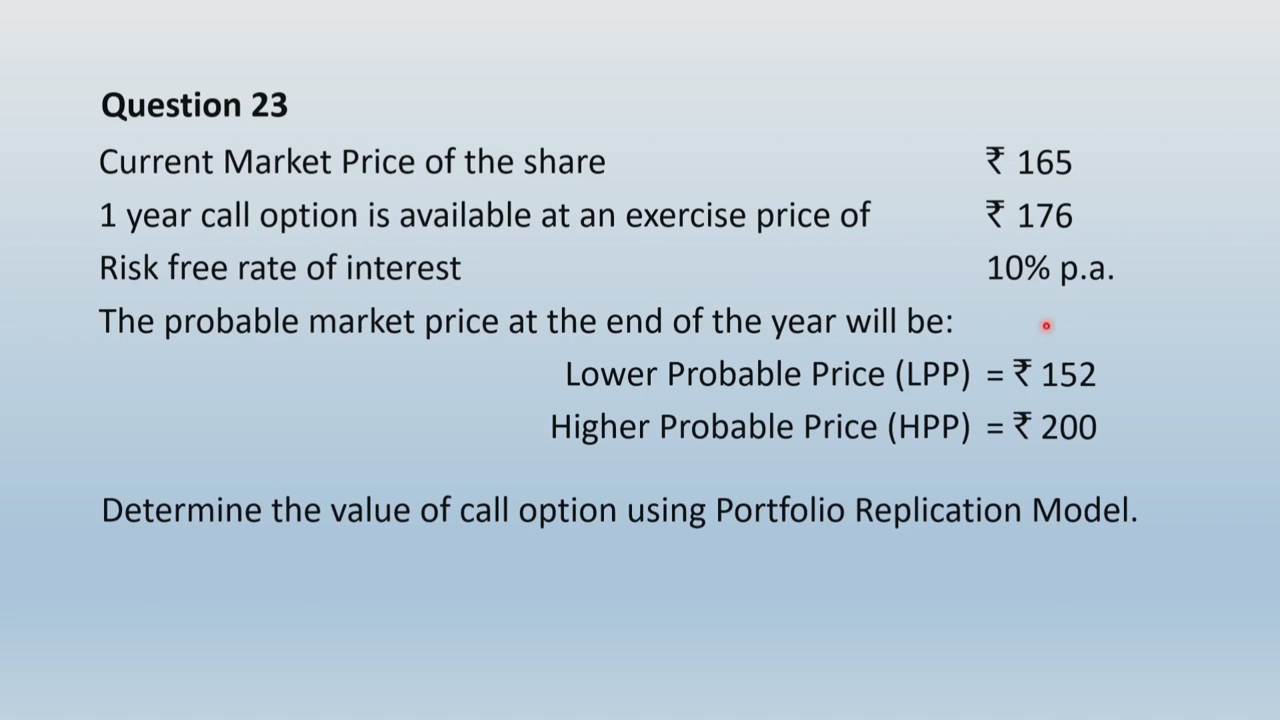 Question 23
Current Market Price of the share ₹ 165
1 year call option is available at an exercise price of ₹ 176
Risk free rate of interest 10% p.a.
The probable market price at the end of the year will be:
Lower Probable Price (LPP) = ₹ 152
Higher Probable Price (HPP) = ₹ 200
Determine the value of call option using Portfolio Replication Model.